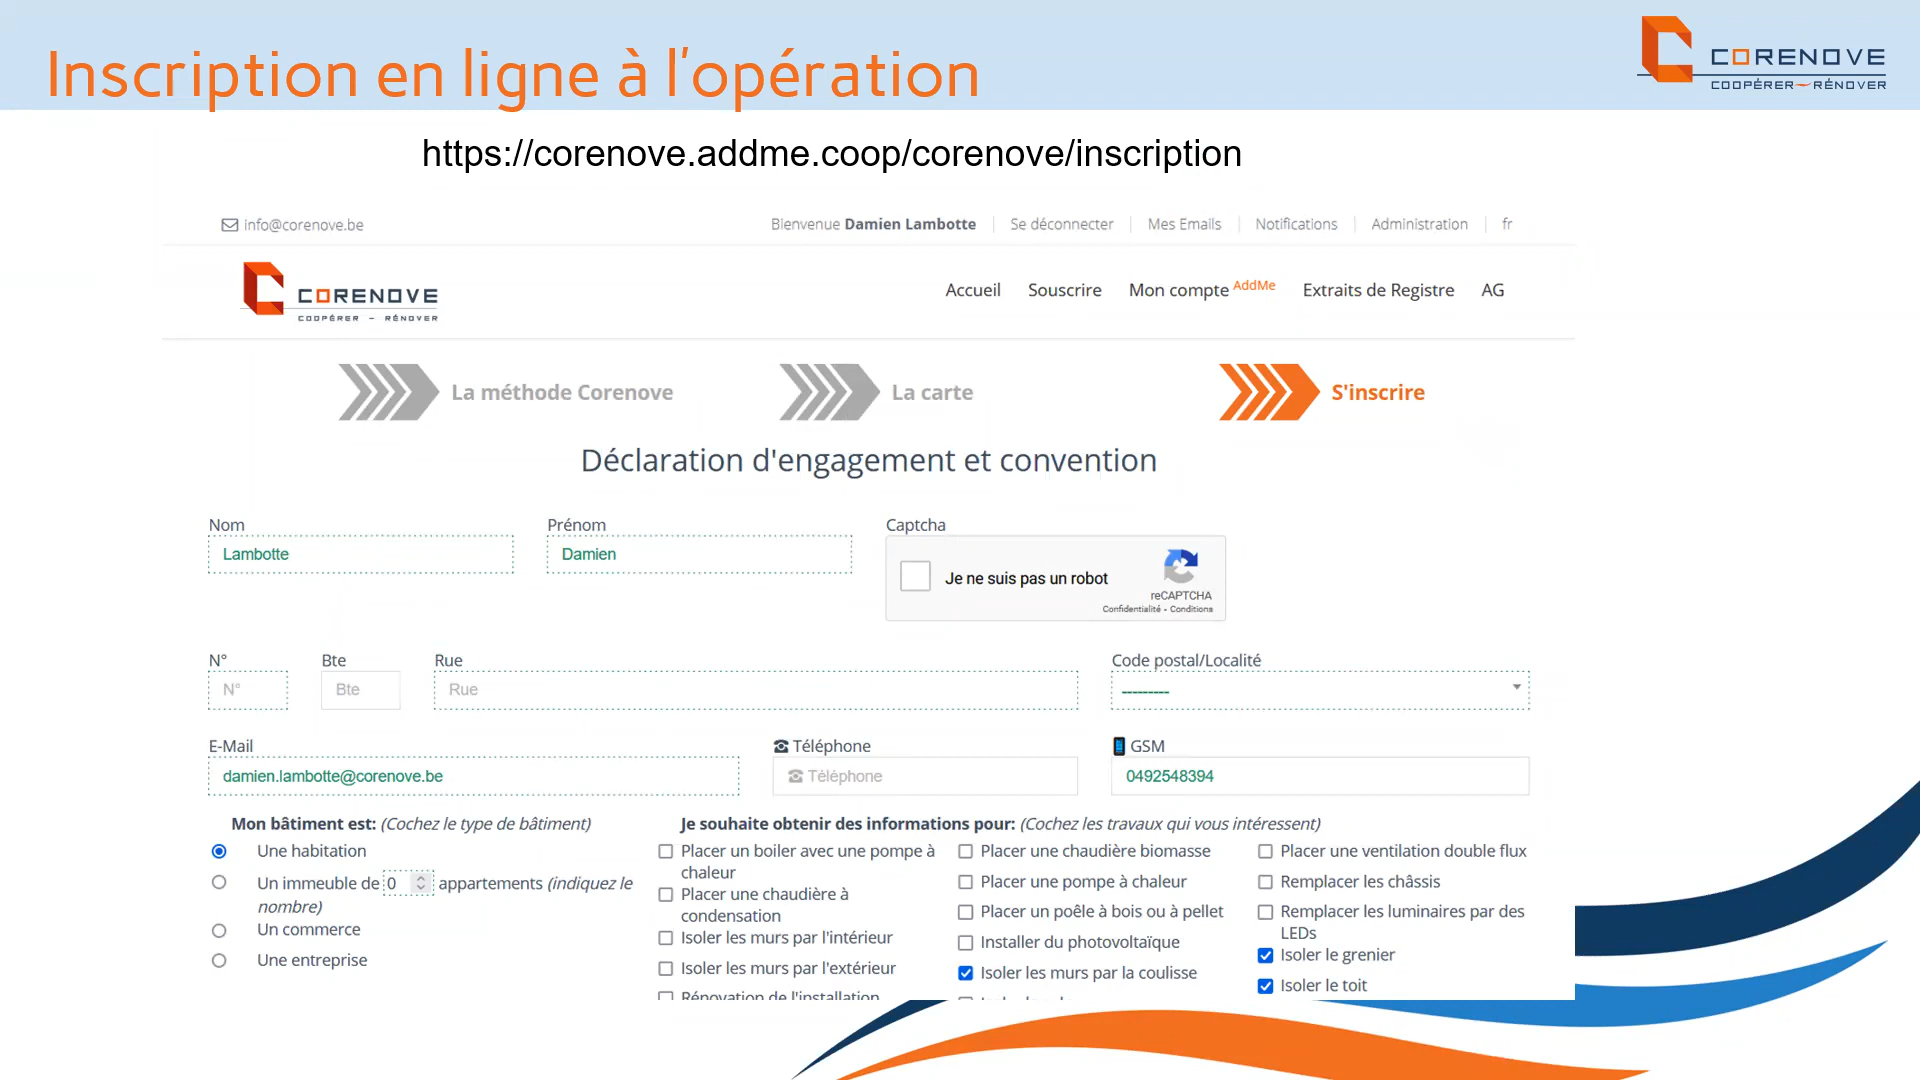 Inscription en ligne à l'opération
CORENOVE
COOPÉRER RÉNOVER
https://corenove.addme.coop/corenove/inscription
info@corenove.be
Bienvenue Damien Lambotte
Se déconnecter
Mes Emails
Notifications
Administration
fr
CORENOVE
COOPÉRER – RÉNOVER
Accueil
Souscrire
Mon compte AddMe
Extraits de Registre
AG
La méthode Corenove
La carte
S'inscrire
Déclaration d'engagement et convention
Nom
Prénom
Captcha
Lambotte
Damien
Je ne suis pas un robot
reCAPTCHA
Confidentialité - Conditions
N°
Bte
Rue
Code postal/Localité
N°
Bte
Rue
---------
E-Mail
Téléphone
GSM
damien.lambotte@corenove.be
Téléphone
0492548394
Mon bâtiment est: (Cochez le type de bâtiment)
Une habitation
Un immeuble de 0 appartements (indiquez le
nombre)
Un commerce
Une entreprise
Je souhaite obtenir des informations pour: (Cochez les travaux qui vous intéressent)
Placer un boiler avec une pompe à
chaleur
Placer une chaudière à
condensation
Isoler les murs par l'intérieur
Isoler les murs par l'extérieur
Rénovation de l'installation
Placer une chaudière biomasse
Placer une pompe à chaleur
Placer un poêle à bois ou à pellet
Installer du photovoltaïque
Isoler les murs par la coulisse
Placer une ventilation double flux
Remplacer les châssis
Remplacer les luminaires par des
LEDs
Isoler le grenier
Isoler le toit